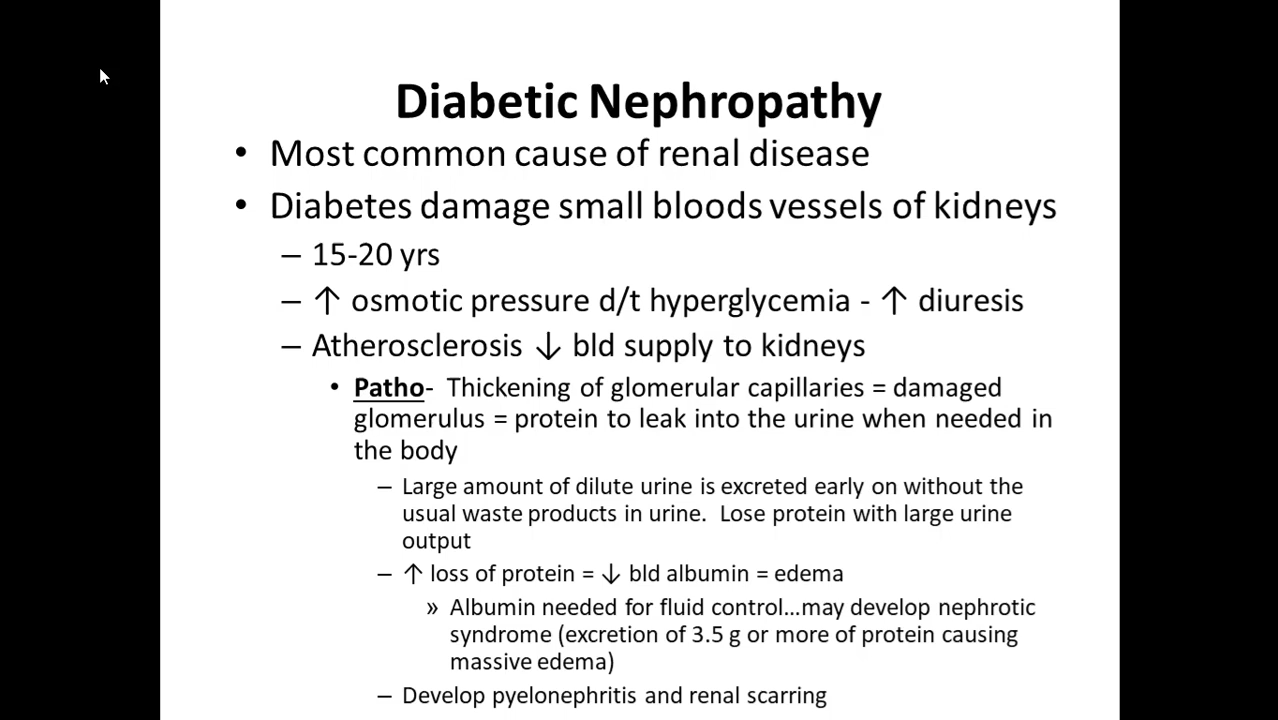 Diabetic Nephropathy
• Most common cause of renal disease
• Diabetes damage small bloods vessels of kidneys
– 15-20 yrs
– ↑ osmotic pressure d/t hyperglycemia - ↑ diuresis
– Atherosclerosis ↓ bld supply to kidneys
• Patho- Thickening of glomerular capillaries = damaged
glomerulus = protein to leak into the urine when needed in
the body
– Large amount of dilute urine is excreted early on without the
usual waste products in urine. Lose protein with large urine
output
– ↑ loss of protein = ↓ bld albumin = edema
» Albumin needed for fluid control…may develop nephrotic
syndrome (excretion of 3.5 g or more of protein causing
massive edema)
– Develop pyelonephritis and renal scarring